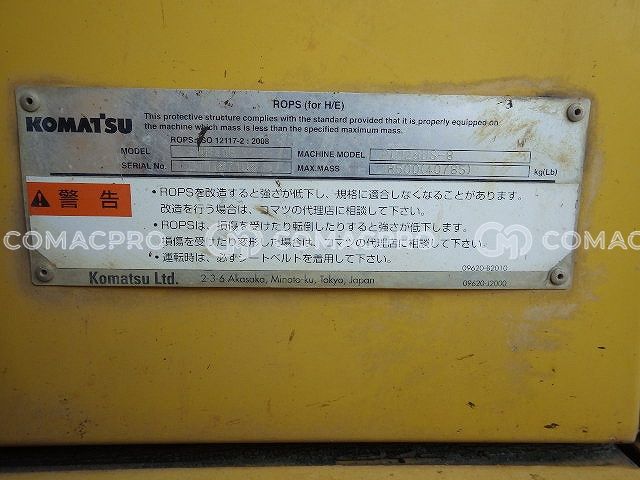 ROPS (for H/E)
KOMATSU
This protective structure complies with the standard provided that it is properly equipped on
the machine which mass is less than the specified maximum mass.
ROPS: ISO 12117-2 : 2008
MODEL MACHINE MODEL
SERIAL No. MAX.MASS kg(Lb)
警告
• ROPSを改造すると強さが低下し、規格に適合しなくなることがあります。
改造を行う場合は、コマツの代理店に相談して下さい。
• ROPSは、損傷を受けたり転倒したりすると強さが低下します。
損傷を受けたり変形した場合は、コマツの代理店に相談して下さい。
• 運転時は、必ずシートベルトを着用して下さい。
COMACPRO COMACPRO COMAC
09620-B2010
Komatsu Ltd. 2-3-6 Akasaka, Minato-ku, Tokyo, Japan 09620-J2000